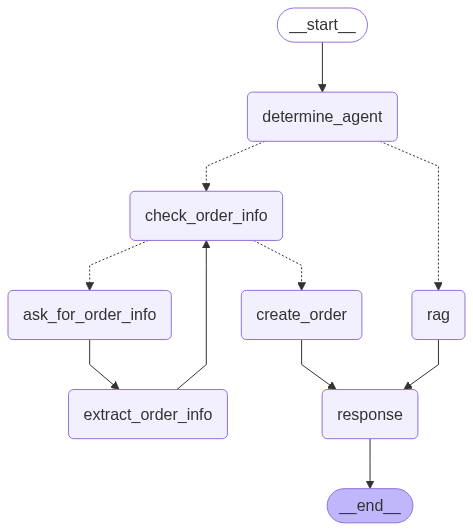 __start__
determine_agent
check_order_info
ask_for_order_info
create_order
rag
extract_order_info
response
__end__